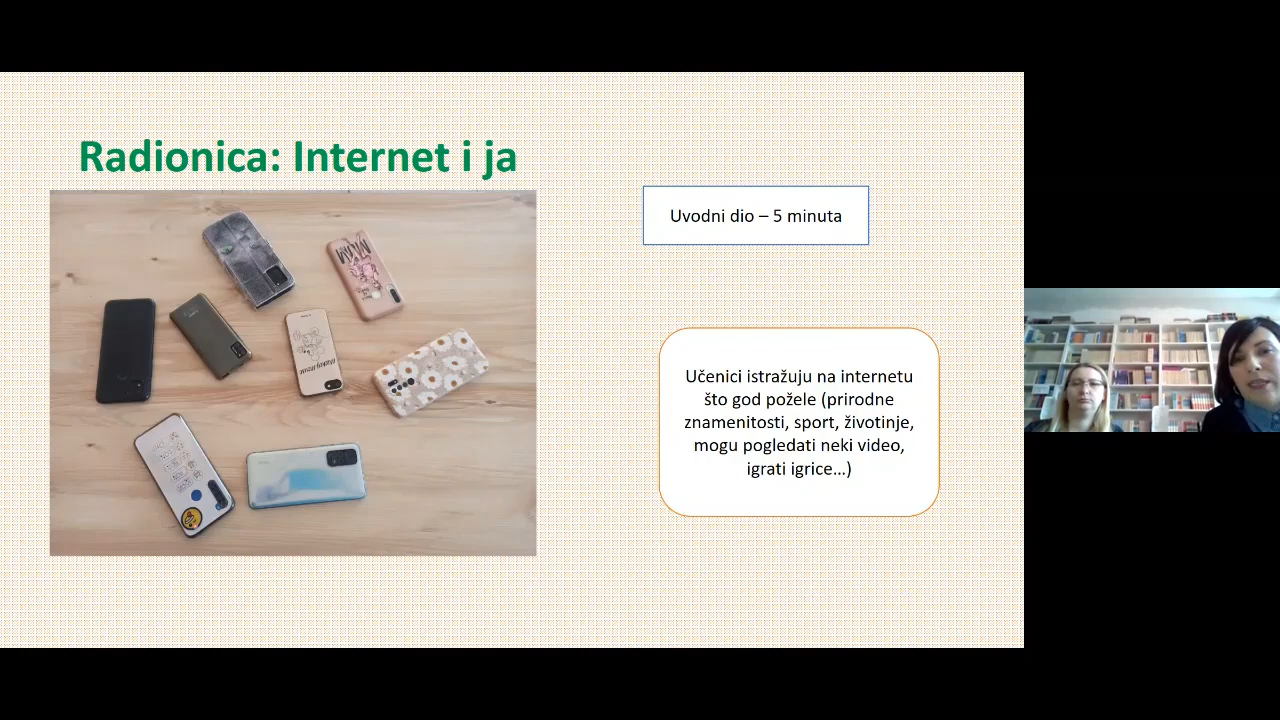 Radionica: Internet i ja
Uvodni dio – 5 minuta
Učenici istražuju na internetu
što god požele (prirodne
znamenitosti, sport, životinje,
mogu pogledati neki video,
igrati igrice…)